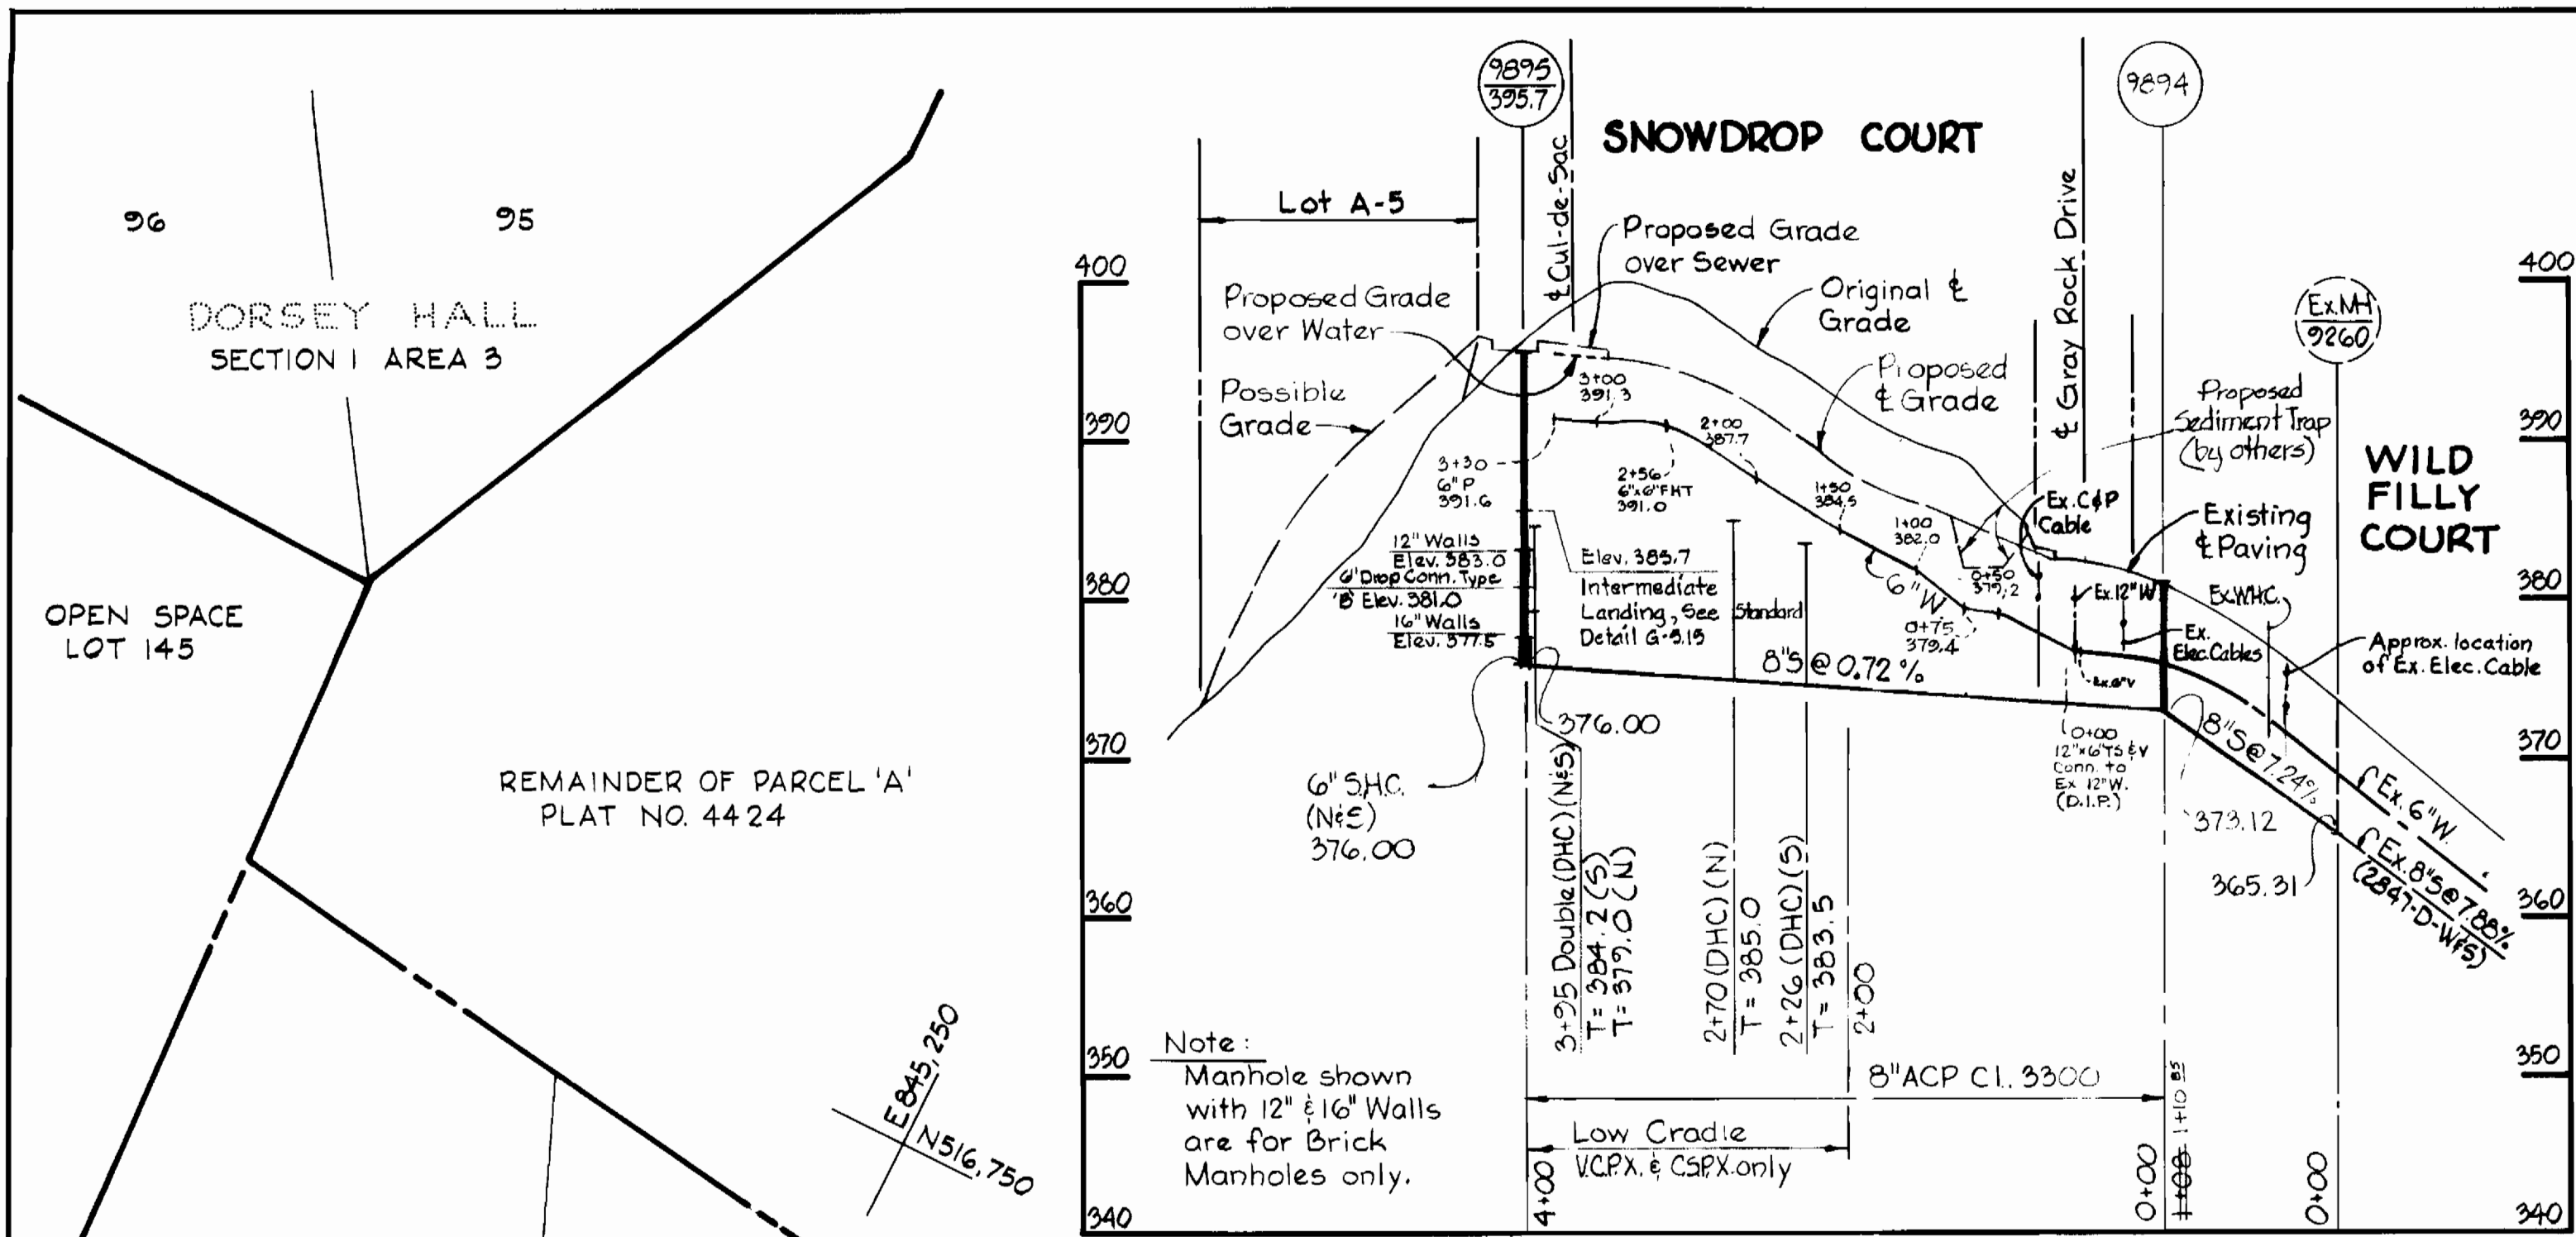 96
95
DORSEY HALL
SECTION 1 AREA 3
OPEN SPACE
LOT 145
REMAINDER OF PARCEL 'A'
PLAT NO. 4424
E 845,250
N516,750
9895
395.7
SNOWDROP COURT
9894
Ex.MH
9260
WILD
FILLY
COURT
Lot A-5
℄ Cul-de-Sac
℄ Garay Rock Drive
400
390
380
370
360
350
340
400
390
380
370
360
350
340
Proposed Grade
over Water
Possible
Grade
Proposed Grade
over Sewer
Original ℄
Grade
Proposed
℄ Grade
Proposed
Sediment Trap
(by others)
Ex. C&P
Cable
Existing
℄ Paving
3+00
391.3
2+00
387.7
3+30
6"P
391.6
2+56
6"x6"FHT
391.0
1+50
384.5
1+00
382.0
0+50
379.2
0+75
379.4
6"W
12" Walls
Elev. 383.0
6" Drop Conn. Type
'B' Elev. 381.0
16" Walls
Elev. 377.5
Elev. 385.7
Intermediate
Landing, See Standard
Detail G-5.15
8"S @ 0.72 %
Ex. 12" W
Ex.
Elec. Cables
Ex. 6"V
Ex.W.H.C.
Approx. location
of Ex. Elec. Cable
0+00
12"x6"TS & V
Conn. to
Ex 12"W.
(D.I.P.)
8"S @ 7.24%
Ex. 6"W.
Ex. 8"S @ 7.88%
(2847-D-W&S)
373.12
365.31
376.00
6" S.H.C.
(N&S)
376.00
3+95 Double (DHC) (N&S)
T = 384.2 (S)
T = 379.0 (N)
2+70 (DHC) (N)
T = 385.0
2+26 (DHC) (S)
T = 383.5
2+00
Note:
Manhole shown
with 12" & 16" Walls
are for Brick
Manholes only.
8" ACP Cl. 3300
Low Cradle
V.C.P.X. & CSP.X. only
4+00
0+00
1+08 1+10 85
0+00